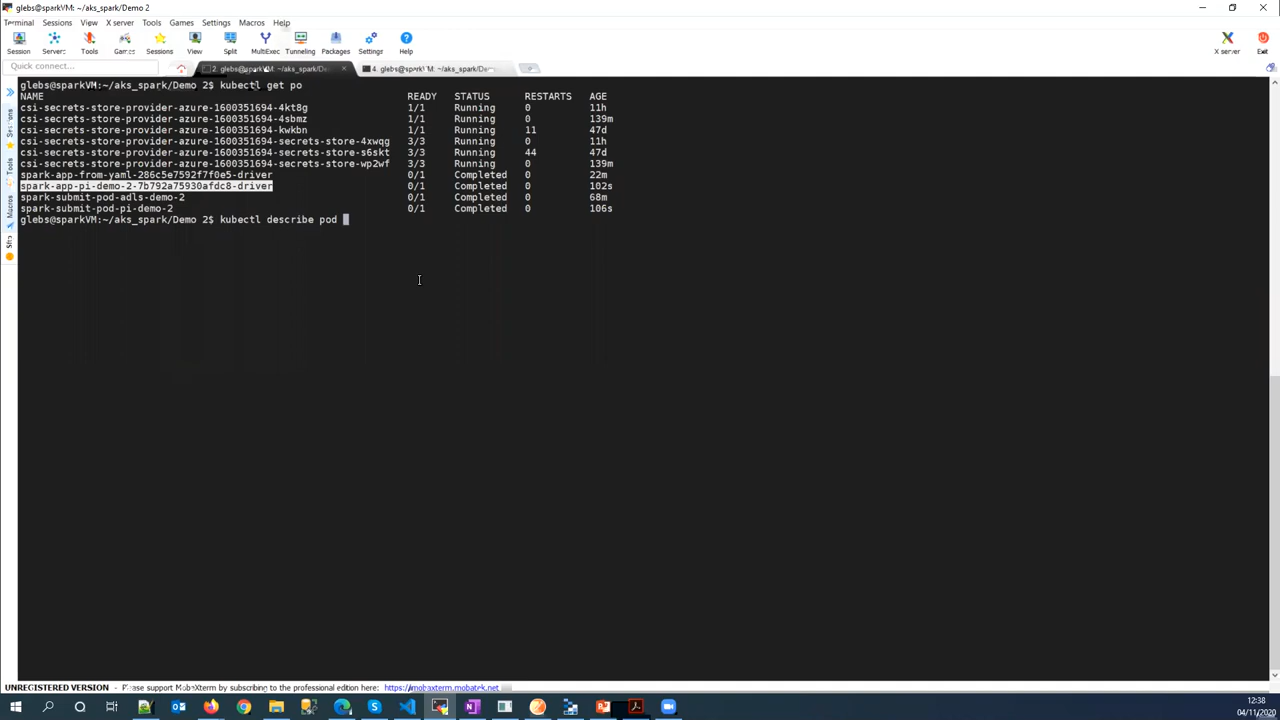 glebs@sparkVM: ~/aks_spark/Demo 2
Terminal Sessions View X server Tools Games Settings Macros Help
Session Servers Tools Games Sessions View Split MultiExec Tunneling Packages Settings Help X server Exit
Quick connect...
2. glebs@sparkVM: ~/aks_spark/De 4. glebs@sparkVM: ~/aks_spark/Dem
Sessions
Tools
Macros
glebs@sparkVM:~/aks_spark/Demo 2$ kubectl get po
NAME READY STATUS RESTARTS AGE
csi-secrets-store-provider-azure-1600351694-4kt8g 1/1 Running 0 11h
csi-secrets-store-provider-azure-1600351694-4sbmz 1/1 Running 0 139m
csi-secrets-store-provider-azure-1600351694-kwkbn 1/1 Running 11 47d
csi-secrets-store-provider-azure-1600351694-secrets-store-4xwqg 3/3 Running 0 11h
csi-secrets-store-provider-azure-1600351694-secrets-store-s6skt 3/3 Running 44 47d
csi-secrets-store-provider-azure-1600351694-secrets-store-wp2wf 3/3 Running 0 139m
spark-app-from-yaml-286c5e7592f7f0e5-driver 0/1 Completed 0 22m
spark-app-pi-demo-2-7b792a75930afdc8-driver 0/1 Completed 0 102s
spark-submit-pod-adls-demo-2 0/1 Completed 0 68m
spark-submit-pod-pi-demo-2 0/1 Completed 0 106s
glebs@sparkVM:~/aks_spark/Demo 2$ kubectl describe pod
UNREGISTERED VERSION - Please support MobaXterm by subscribing to the professional edition here: https://mobaxterm.mobatek.net
12:38
04/11/2020